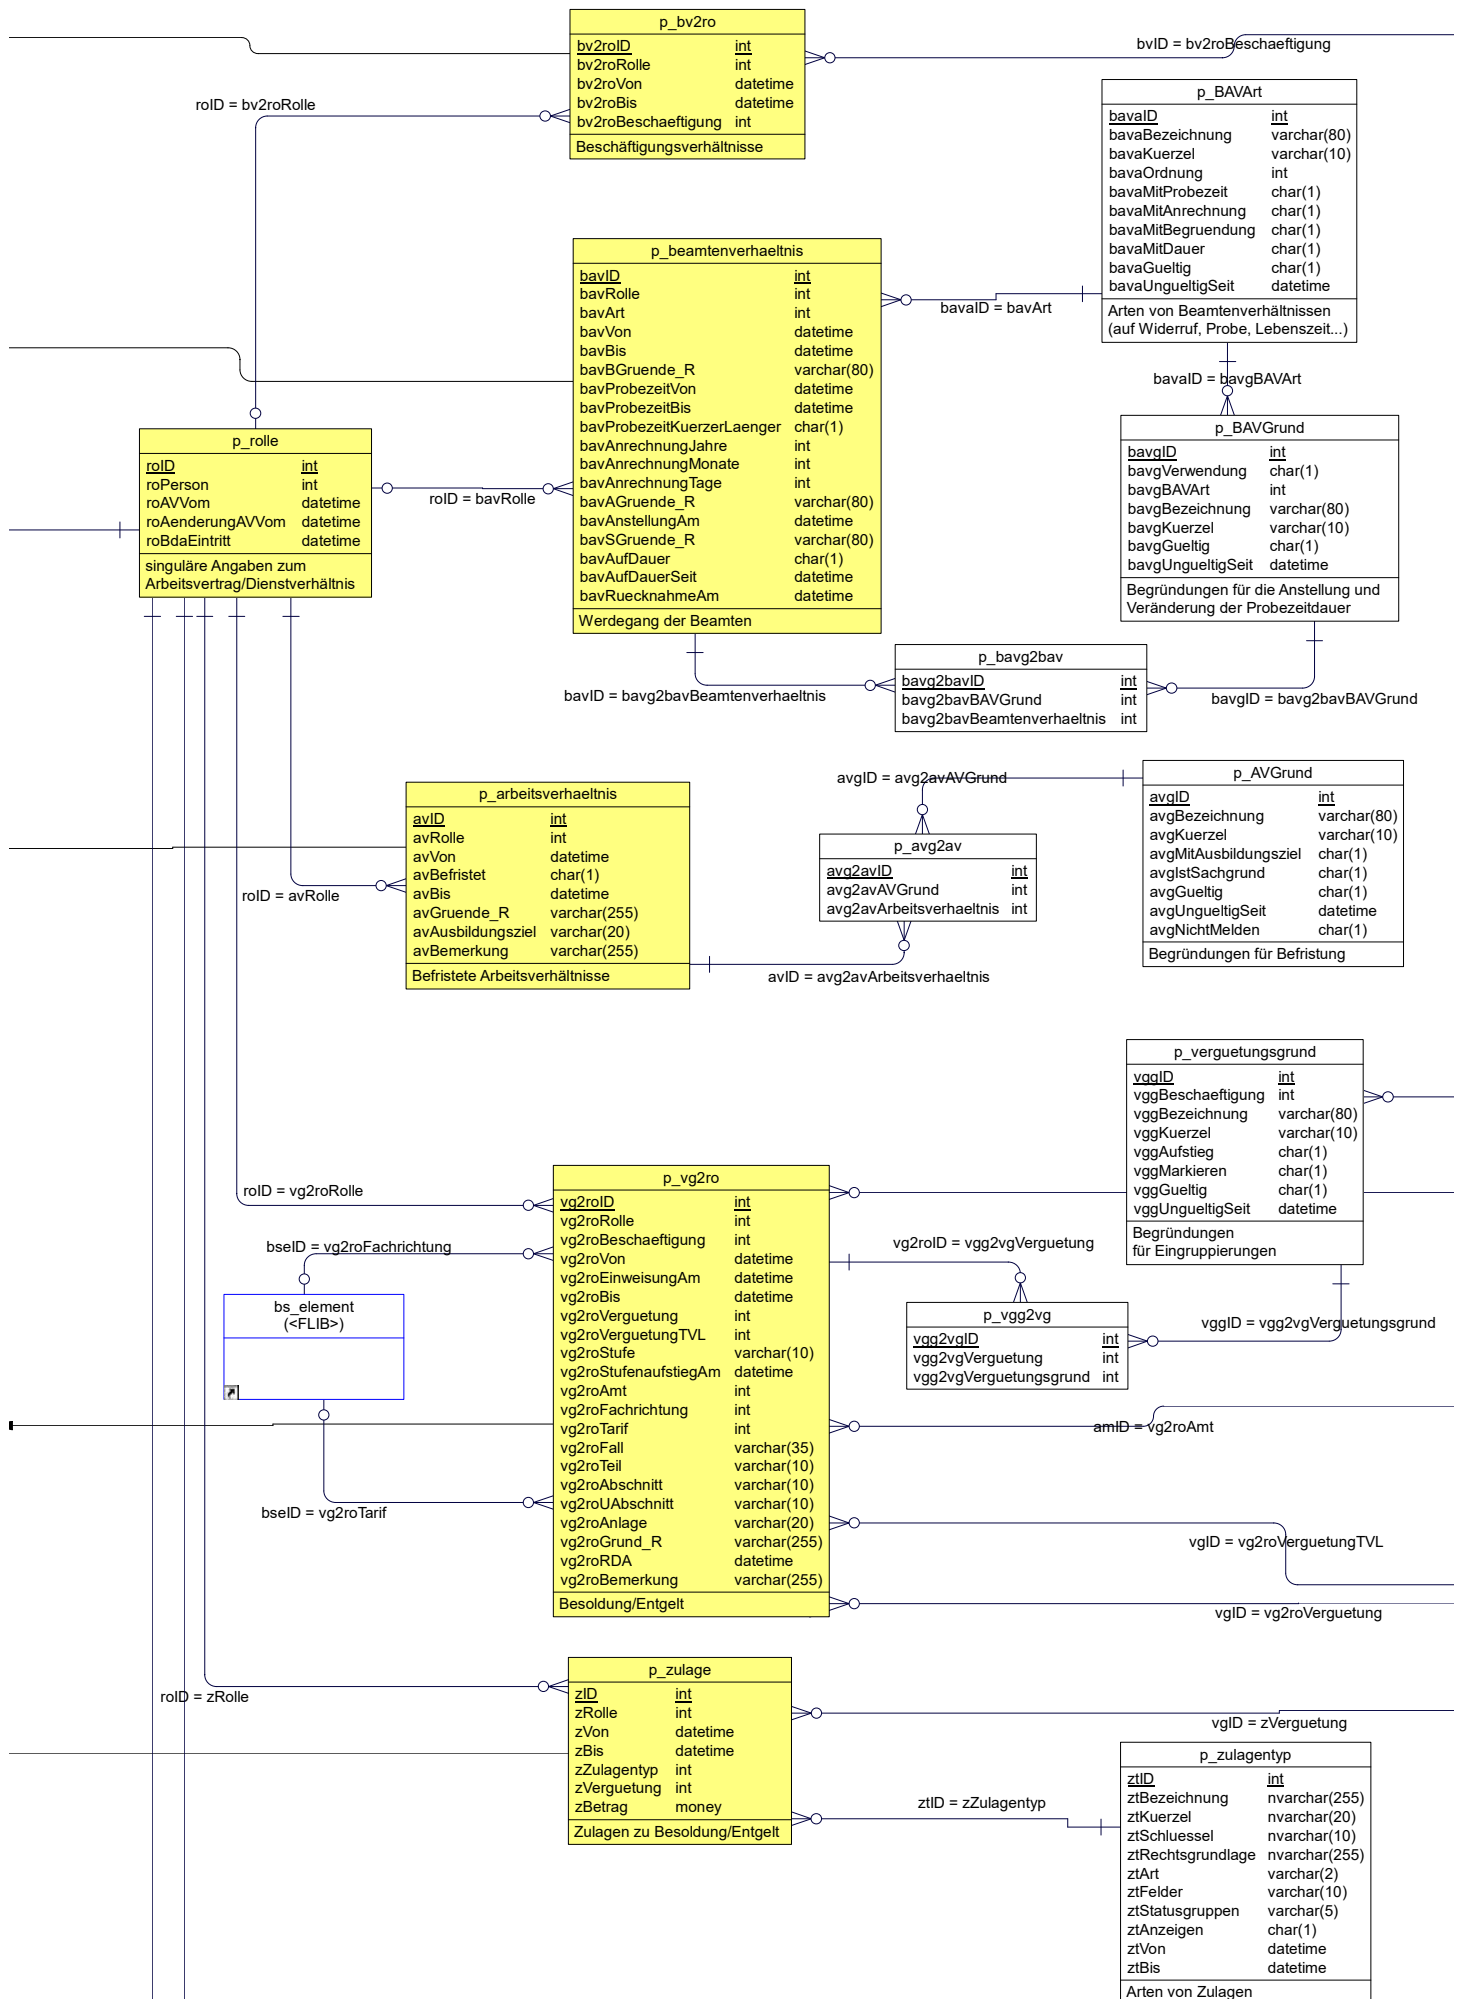 p_bv2ro
bv2roID int
bv2roRolle int
bv2roVon datetime
bv2roBis datetime
bv2roBeschaeftigung int
Beschäftigungsverhältnisse
bvID = bv2roBeschaeftigung
roID = bv2roRolle
p_BAVArt
bavaID int
bavaBezeichnung varchar(80)
bavaKuerzel varchar(10)
bavaOrdnung int
bavaMitProbezeit char(1)
bavaMitAnrechnung char(1)
bavaMitBegruendung char(1)
bavaMitDauer char(1)
bavaGueltig char(1)
bavaUngueltigSeit datetime
Arten von Beamtenverhältnissen
(auf Widerruf, Probe, Lebenszeit...)
p_beamtenverhaeltnis
bavID int
bavRolle int
bavArt int
bavVon datetime
bavBis datetime
bavBGruende_R varchar(80)
bavProbezeitVon datetime
bavProbezeitBis datetime
bavProbezeitKuerzerLaenger char(1)
bavAnrechnungJahre int
bavAnrechnungMonate int
bavAnrechnungTage int
bavAGruende_R varchar(80)
bavAnstellungAm datetime
bavSGruende_R varchar(80)
bavAufDauer char(1)
bavAufDauerSeit datetime
bavRuecknahmeAm datetime
Werdegang der Beamten
bavaID = bavArt
bavaID = bavgBAVArt
p_rolle
roID int
roPerson int
roAVVom datetime
roAenderungAVVom datetime
roBdaEintritt datetime
singuläre Angaben zum
Arbeitsvertrag/Dienstverhältnis
roID = bavRolle
p_BAVGrund
bavgID int
bavgVerwendung char(1)
bavgBAVArt int
bavgBezeichnung varchar(80)
bavgKuerzel varchar(10)
bavgGueltig char(1)
bavgUngueltigSeit datetime
Begründungen für die Anstellung und
Veränderung der Probezeitdauer
p_bavg2bav
bavg2bavID int
bavg2bavBAVGrund int
bavg2bavBeamtenverhaeltnis int
bavID = bavg2bavBeamtenverhaeltnis
bavgID = bavg2bavBAVGrund
p_arbeitsverhaeltnis
avID int
avRolle int
avVon datetime
avBefristet char(1)
avBis datetime
avGruende_R varchar(255)
avAusbildungsziel varchar(20)
avBemerkung varchar(255)
Befristete Arbeitsverhältnisse
roID = avRolle
avgID = avg2avAVGrund
p_avg2av
avg2avID int
avg2avAVGrund int
avg2avArbeitsverhaeltnis int
avID = avg2avArbeitsverhaeltnis
p_AVGrund
avgID int
avgBezeichnung varchar(80)
avgKuerzel varchar(10)
avgMitAusbildungsziel char(1)
avgIstSachgrund char(1)
avgGueltig char(1)
avgUngueltigSeit datetime
avgNichtMelden char(1)
Begründungen für Befristung
p_verguetungsgrund
vggID int
vggBeschaeftigung int
vggBezeichnung varchar(80)
vggKuerzel varchar(10)
vggAufstieg char(1)
vggMarkieren char(1)
vggGueltig char(1)
vggUngueltigSeit datetime
Begründungen
für Eingruppierungen
p_vg2ro
vg2roID int
vg2roRolle int
vg2roBeschaeftigung int
vg2roVon datetime
vg2roEinweisungAm datetime
vg2roBis datetime
vg2roVerguetung int
vg2roVerguetungTVL int
vg2roStufe varchar(10)
vg2roStufenaufstiegAm datetime
vg2roAmt int
vg2roFachrichtung int
vg2roTarif int
vg2roFall varchar(35)
vg2roTeil varchar(10)
vg2roAbschnitt varchar(10)
vg2roUAbschnitt varchar(10)
vg2roAnlage varchar(20)
vg2roGrund_R varchar(255)
vg2roRDA datetime
vg2roBemerkung varchar(255)
Besoldung/Entgelt
roID = vg2roRolle
bseID = vg2roFachrichtung
bs_element
(<FLIB>)
bseID = vg2roTarif
vg2roID = vgg2vgVerguetung
p_vgg2vg
vgg2vgID int
vgg2vgVerguetung int
vgg2vgVerguetungsgrund int
vggID = vgg2vgVerguetungsgrund
amID = vg2roAmt
vgID = vg2roVerguetungTVL
vgID = vg2roVerguetung
p_zulage
zID int
zRolle int
zVon datetime
zBis datetime
zZulagentyp int
zVerguetung int
zBetrag money
Zulagen zu Besoldung/Entgelt
roID = zRolle
vgID = zVerguetung
ztID = zZulagentyp
p_zulagentyp
ztID int
ztBezeichnung nvarchar(255)
ztKuerzel nvarchar(20)
ztSchluessel nvarchar(10)
ztRechtsgrundlage nvarchar(255)
ztArt varchar(2)
ztFelder varchar(10)
ztStatusgruppen varchar(5)
ztAnzeigen char(1)
ztVon datetime
ztBis datetime
Arten von Zulagen